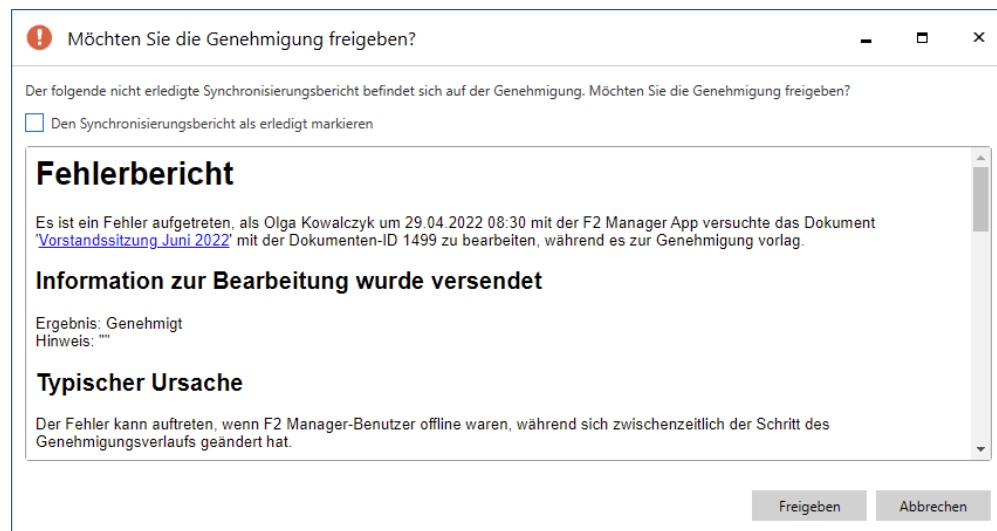 Möchten Sie die Genehmigung freigeben?
Der folgende nicht erledigte Synchronisierungsbericht befindet sich auf der Genehmigung. Möchten Sie die Genehmigung freigeben?
Den Synchronisierungsbericht als erledigt markieren
Fehlerbericht
Es ist ein Fehler aufgetreten, als Olga Kowalczyk um 29.04.2022 08:30 mit der F2 Manager App versuchte das Dokument
'Vorstandssitzung Juni 2022' mit der Dokumenten-ID 1499 zu bearbeiten, während es zur Genehmigung vorlag.
Information zur Bearbeitung wurde versendet
Ergebnis: Genehmigt
Hinweis: ""
Typischer Ursache
Der Fehler kann auftreten, wenn F2 Manager-Benutzer offline waren, während sich zwischenzeitlich der Schritt des
Genehmigungsverlaufs geändert hat.
Freigeben Abbrechen